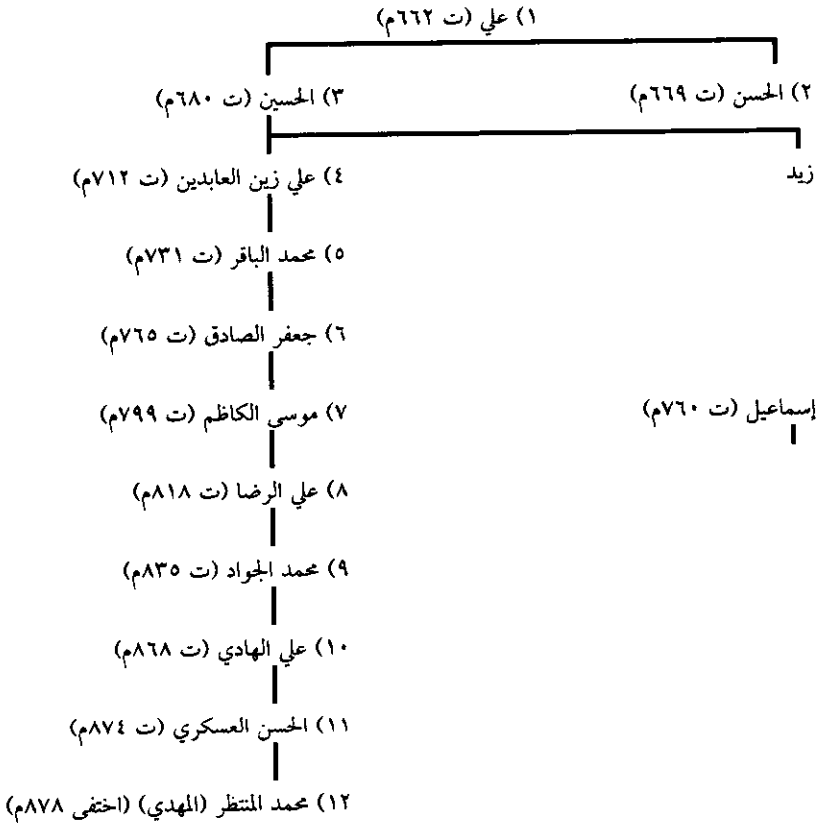 ١) علي (ت ٦٦٢م)
٢) الحسن (ت ٦٦٩م)
٣) الحسين (ت ٦٨٠م)
زيد
٤) علي زين العابدين (ت ٧١٢م)
٥) محمد الباقر (ت ٧٣١م)
٦) جعفر الصادق (ت ٧٦٥م)
إسماعيل (ت ٧٦٠م)
٧) موسى الكاظم (ت ٧٩٩م)
٨) علي الرضا (ت ٨١٨م)
٩) محمد الجواد (ت ٨٣٥م)
١٠) علي الهادي (ت ٨٦٨م)
١١) الحسن العسكري (ت ٨٧٤م)
١٢) محمد المنتظر (المهدي) (اختفى ٨٧٨م)